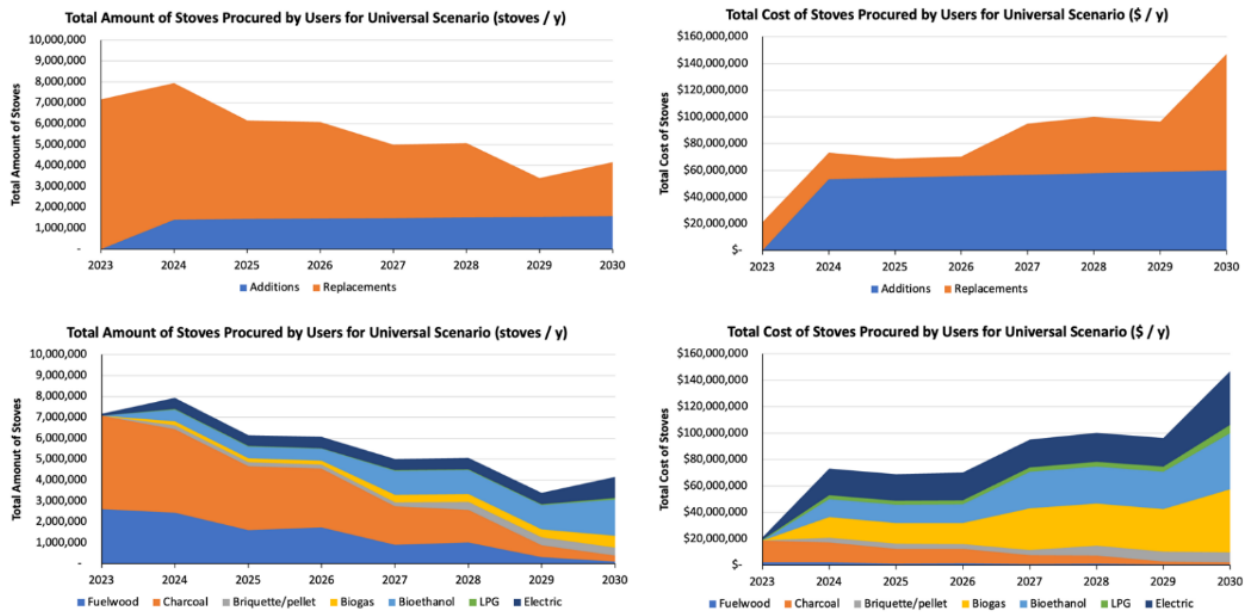 Total Amount of Stoves Procured by Users for Universal Scenario (stoves / y)
Total Amount of Stoves
10,000,000
9,000,000
8,000,000
7,000,000
6,000,000
5,000,000
4,000,000
3,000,000
2,000,000
1,000,000
-
2023 2024 2025 2026 2027 2028 2029 2030
Additions Replacements
Total Cost of Stoves Procured by Users for Universal Scenario ($ / y)
Total Cost of Stoves
$160,000,000
$140,000,000
$120,000,000
$100,000,000
$80,000,000
$60,000,000
$40,000,000
$20,000,000
$-
2023 2024 2025 2026 2027 2028 2029 2030
Additions Replacements
Total Amount of Stoves Procured by Users for Universal Scenario (stoves / y)
Total Amonut of Stoves
10,000,000
9,000,000
8,000,000
7,000,000
6,000,000
5,000,000
4,000,000
3,000,000
2,000,000
1,000,000
-
2023 2024 2025 2026 2027 2028 2029 2030
Fuelwood Charcoal Briquette/pellet Biogas Bioethanol LPG Electric
Total Cost of Stoves Procured by Users for Universal Scenario ($ / y)
Total Cost of Stoves
$160,000,000
$140,000,000
$120,000,000
$100,000,000
$80,000,000
$60,000,000
$40,000,000
$20,000,000
$-
2023 2024 2025 2026 2027 2028 2029 2030
Fuelwood Charcoal Briquette/pellet Biogas Bioethanol LPG Electric